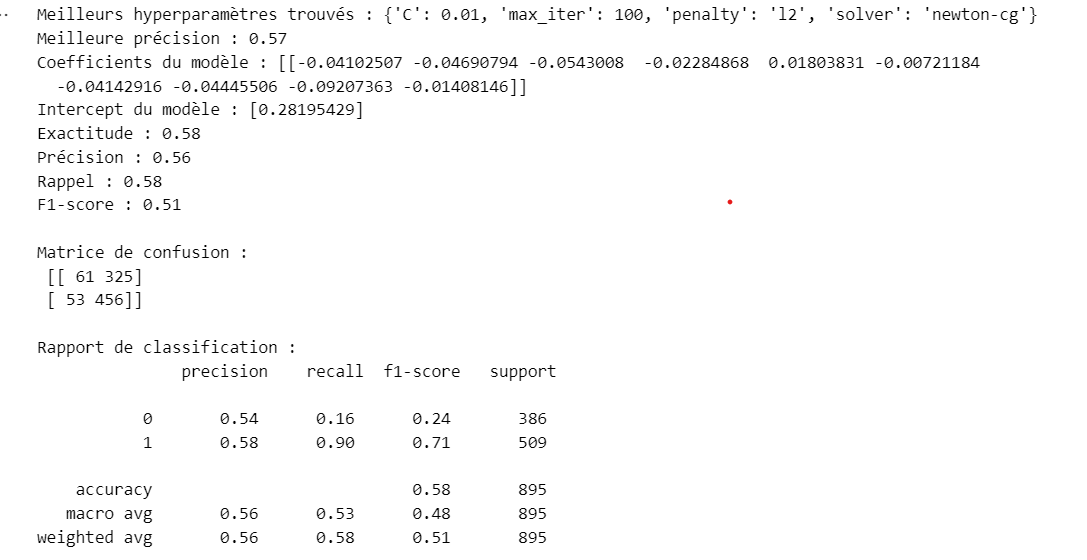 Meilleurs hyperparamètres trouvés : {'C': 0.01, 'max_iter': 100, 'penalty': 'l2', 'solver': 'newton-cg'}
Meilleure précision : 0.57
Coefficients du modèle : [[-0.04102507 -0.04690794 -0.0543008  -0.02284868  0.01803831 -0.00721184
  -0.04142916 -0.04445506 -0.09207363 -0.01408146]]
Intercept du modèle : [0.28195429]
Exactitude : 0.58
Précision : 0.56
Rappel : 0.58
F1-score : 0.51
Matrice de confusion :
 [[ 61 325]
 [ 53 456]]
Rapport de classification :
              precision    recall  f1-score   support
           0       0.54      0.16      0.24       386
           1       0.58      0.90      0.71       509
    accuracy                           0.58       895
   macro avg       0.56      0.53      0.48       895
weighted avg       0.56      0.58      0.51       895